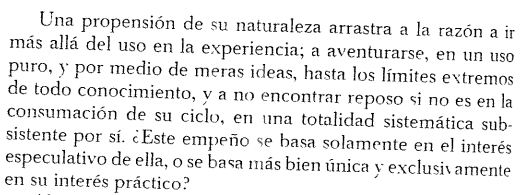 Una propensión de su naturaleza arrastra a la razón a ir
más allá del uso en la experiencia; a aventurarse, en un uso
puro, y por medio de meras ideas, hasta los límites extremos
de todo conocimiento, y a no encontrar reposo si no es en la
consumación de su ciclo, en una totalidad sistemática sub-
sistente por sí. ¿Este empeño se basa solamente en el interés
especulativo de ella, o se basa más bien única y exclusivamente
en su interés práctico?